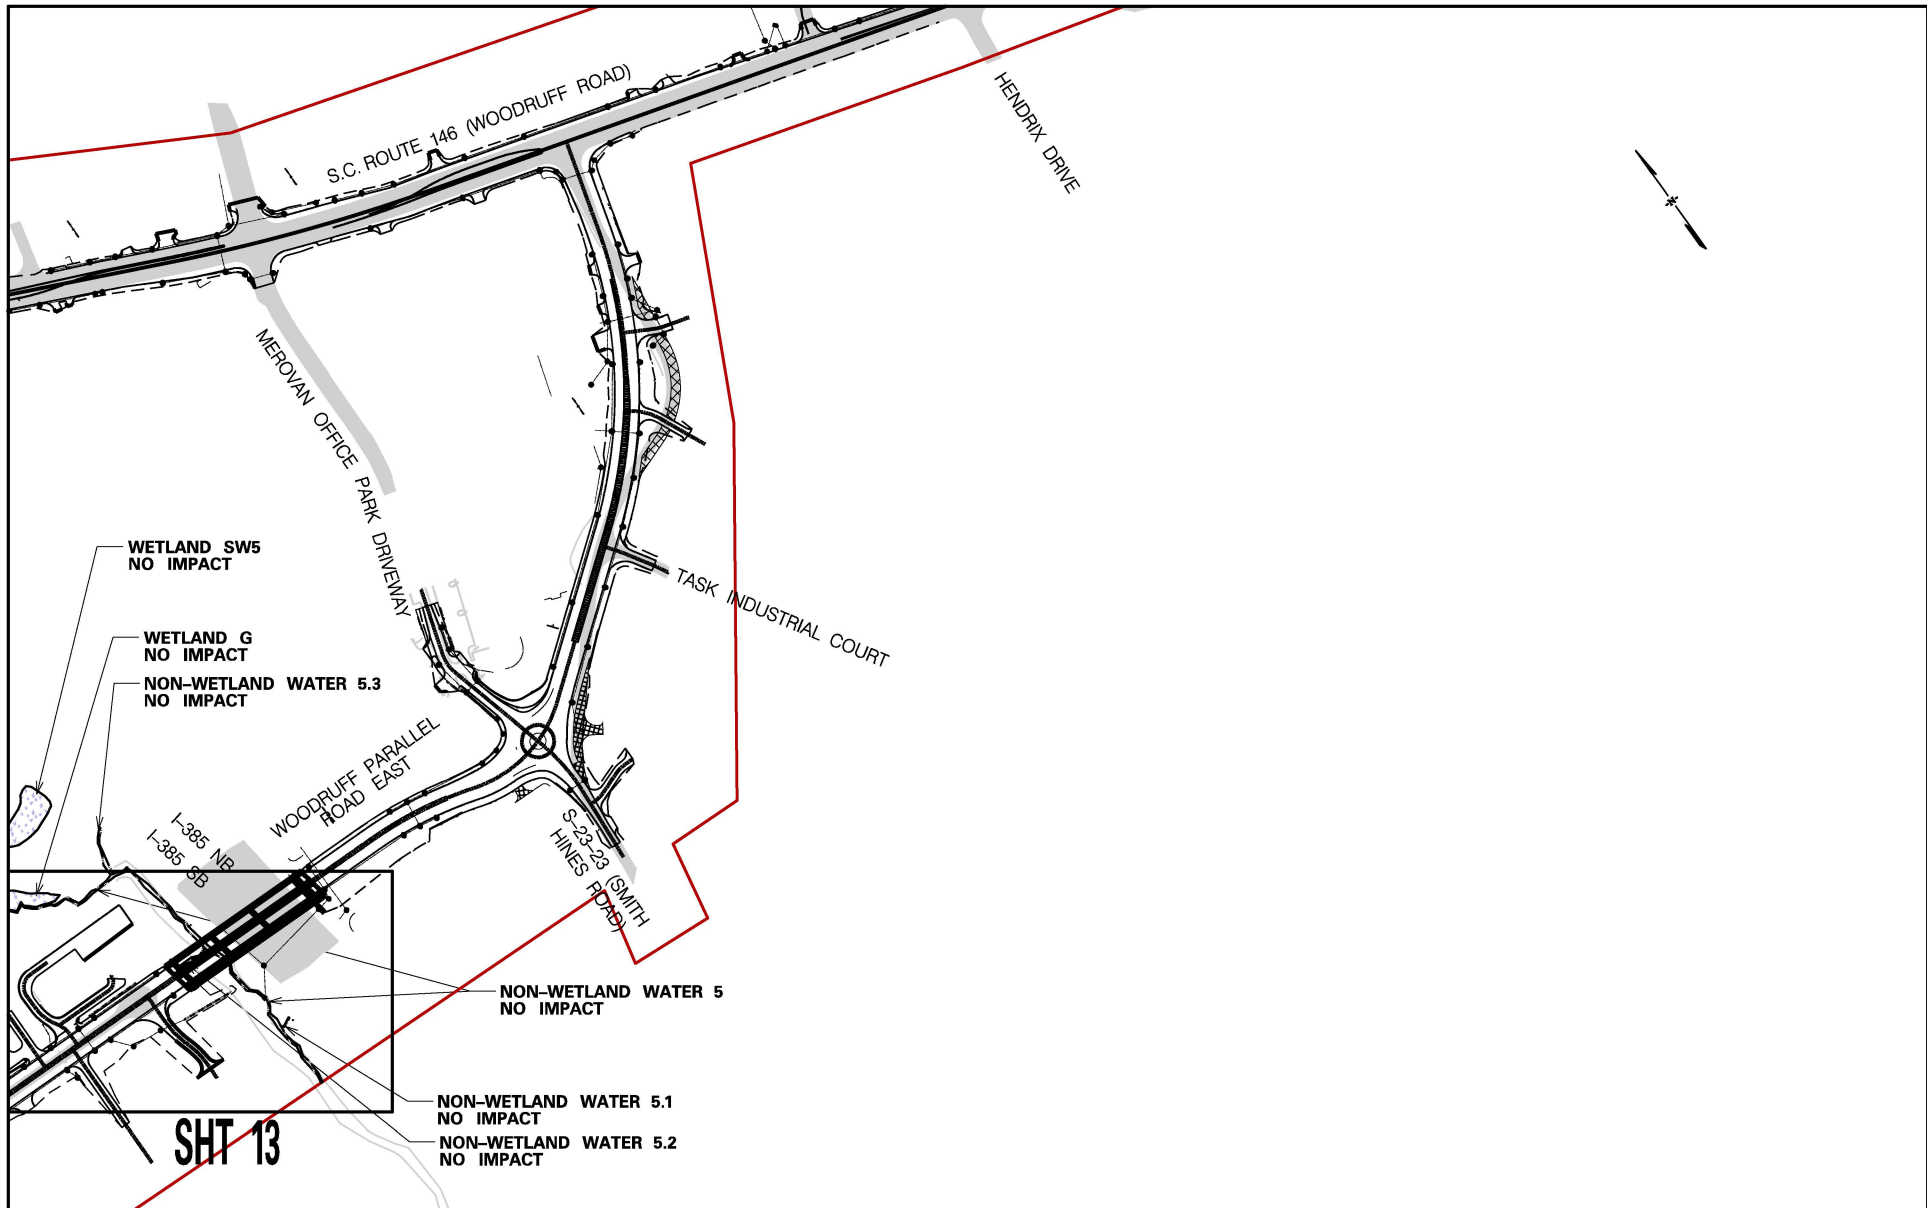 S.C. ROUTE 146 (WOODRUFF ROAD)
HENDRIX DRIVE
MEROVAN OFFICE PARK DRIVEWAY
TASK INDUSTRIAL COURT
WETLAND SW5
NO IMPACT
WETLAND G
NO IMPACT
NON-WETLAND WATER 5.3
NO IMPACT
WOODRUFF PARALLEL
ROAD EAST
I-385 NB
I-385 SB
S-23-23 (SMITH
HINES ROAD)
NON-WETLAND WATER 5
NO IMPACT
NON-WETLAND WATER 5.1
NO IMPACT
NON-WETLAND WATER 5.2
NO IMPACT
SHT 13